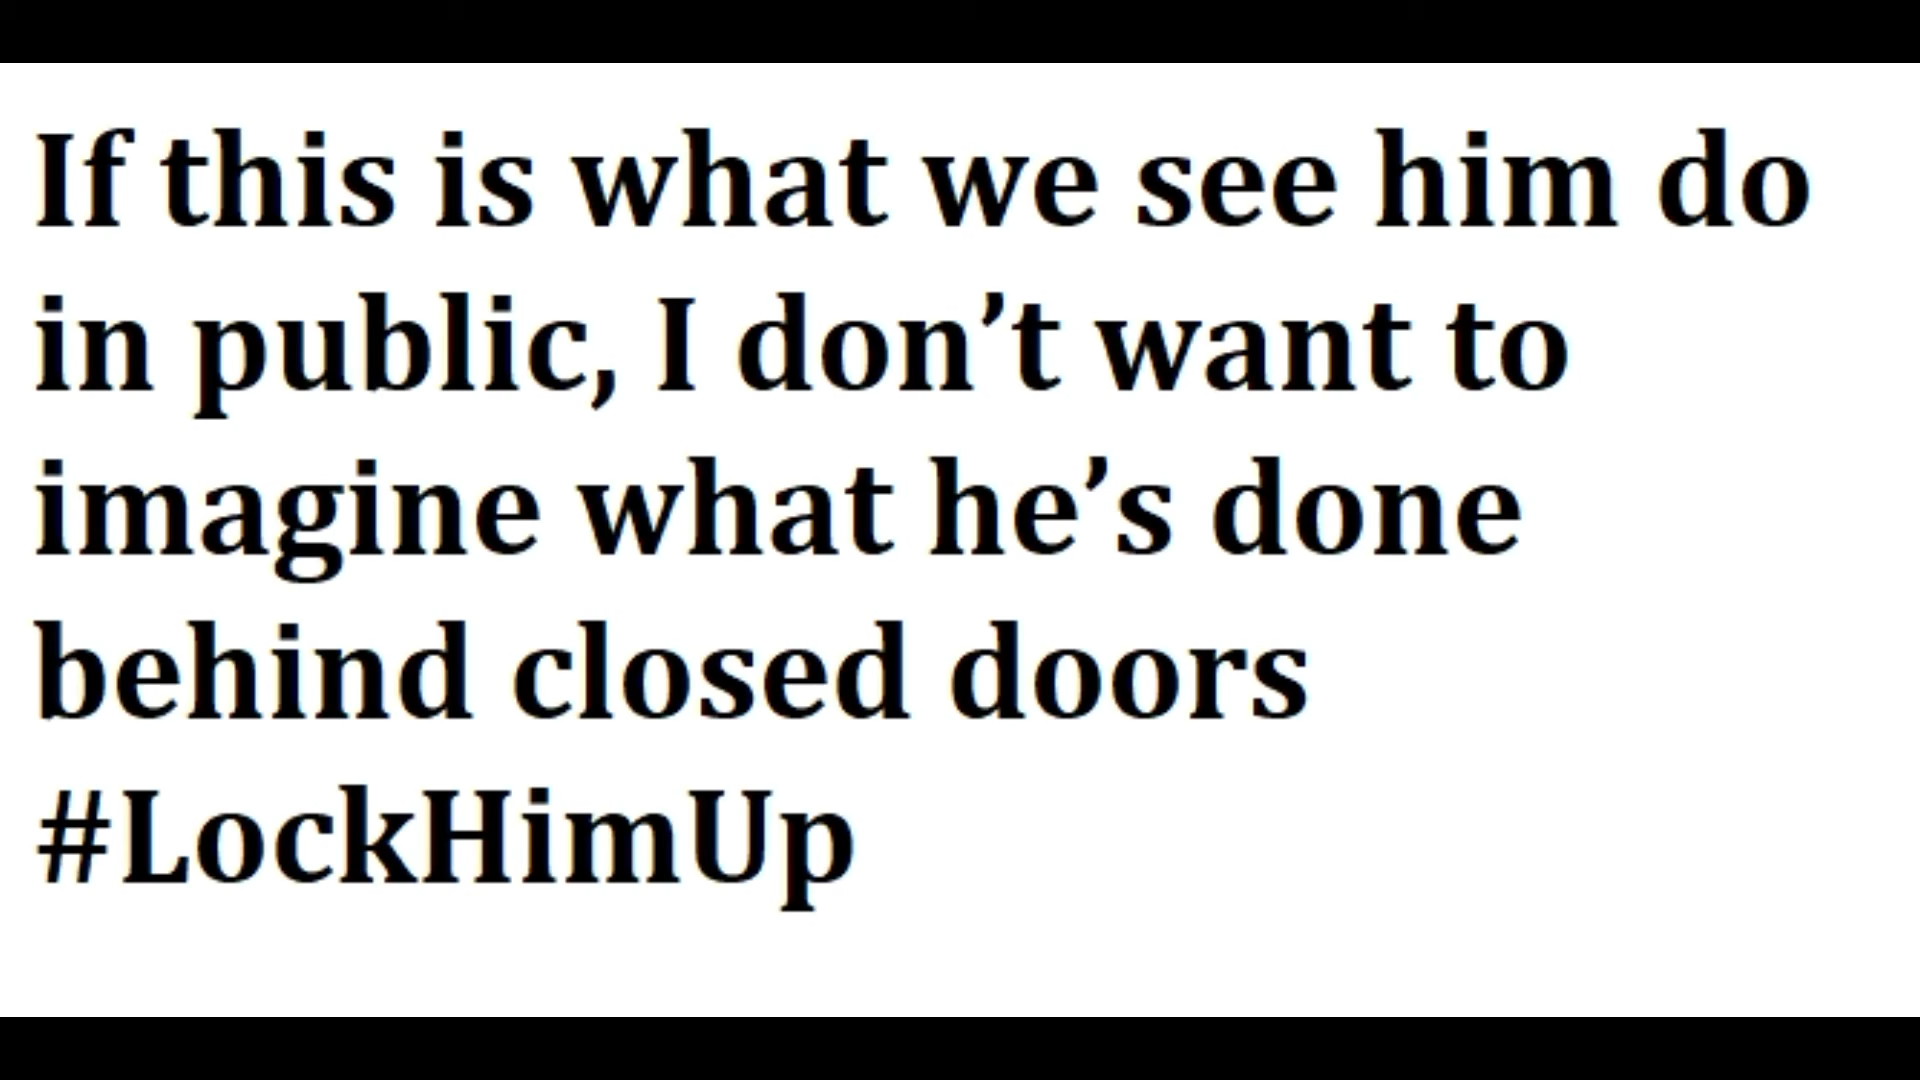 If this is what we see him do
in public, I don’t want to
imagine what he’s done
behind closed doors
#LockHimUp